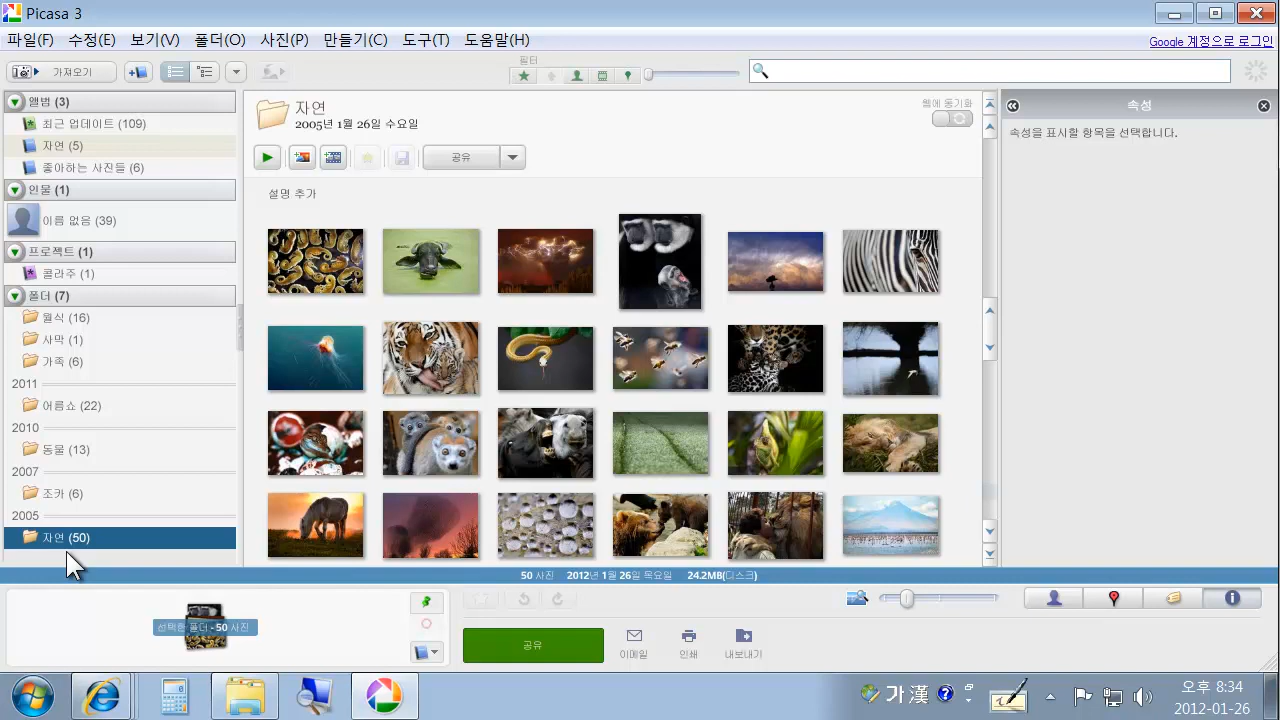 Picasa 3
파일(F) 수정(E) 보기(V) 폴더(O) 사진(P) 만들기(C) 도구(T) 도움말(H)
Google 계정으로 로그인
가져오기
필터
앨범 (3)
최근 업데이트 (109)
자연 (5)
좋아하는 사진들 (6)
인물 (1)
이름 없음 (39)
프로젝트 (1)
콜라주 (1)
폴더 (7)
월식 (16)
사막 (1)
가족 (6)
2011
어름쇼 (22)
2010
동물 (13)
2007
조카 (6)
2005
자연 (50)
자연
2005년 1월 26일 수요일
웹에 동기화
공유
설명 추가
속성
속성을 표시할 항목을 선택합니다.
50 사진 2012년 1월 26일 목요일 24.2MB(디스크)
선택한 폴더 - 50 사진
공유
이메일
인쇄
내보내기
가 漢
오후 8:34
2012-01-26